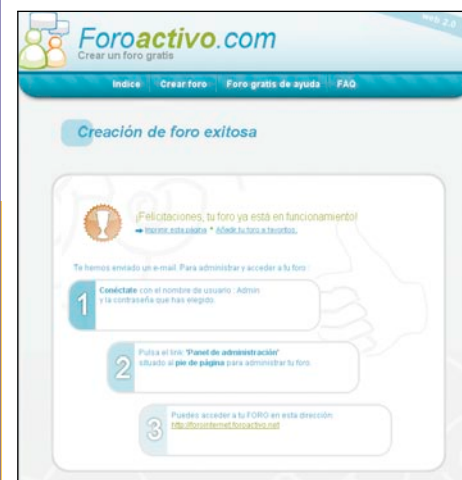 web 2.0
Foroactivo.com
Crear un foro gratis
Indice Crear foro Foro gratis de ayuda FAQ
Creación de foro exitosa
¡Felicitaciones, tu foro ya está en funcionamiento!
Imprimir esta página * Añadir tu foro a favoritos.
Te hemos enviado un e-mail. Para administrar y acceder a tu foro :
1 Conéctate con el nombre de usuario : Admin
y la contraseña que has elegido.
2 Pulsa el link 'Panel de administración'
situado al pie de página para administrar tu foro.
3 Puedes acceder a tu FORO en esta dirección:
http://forointernet.foroactivo.net